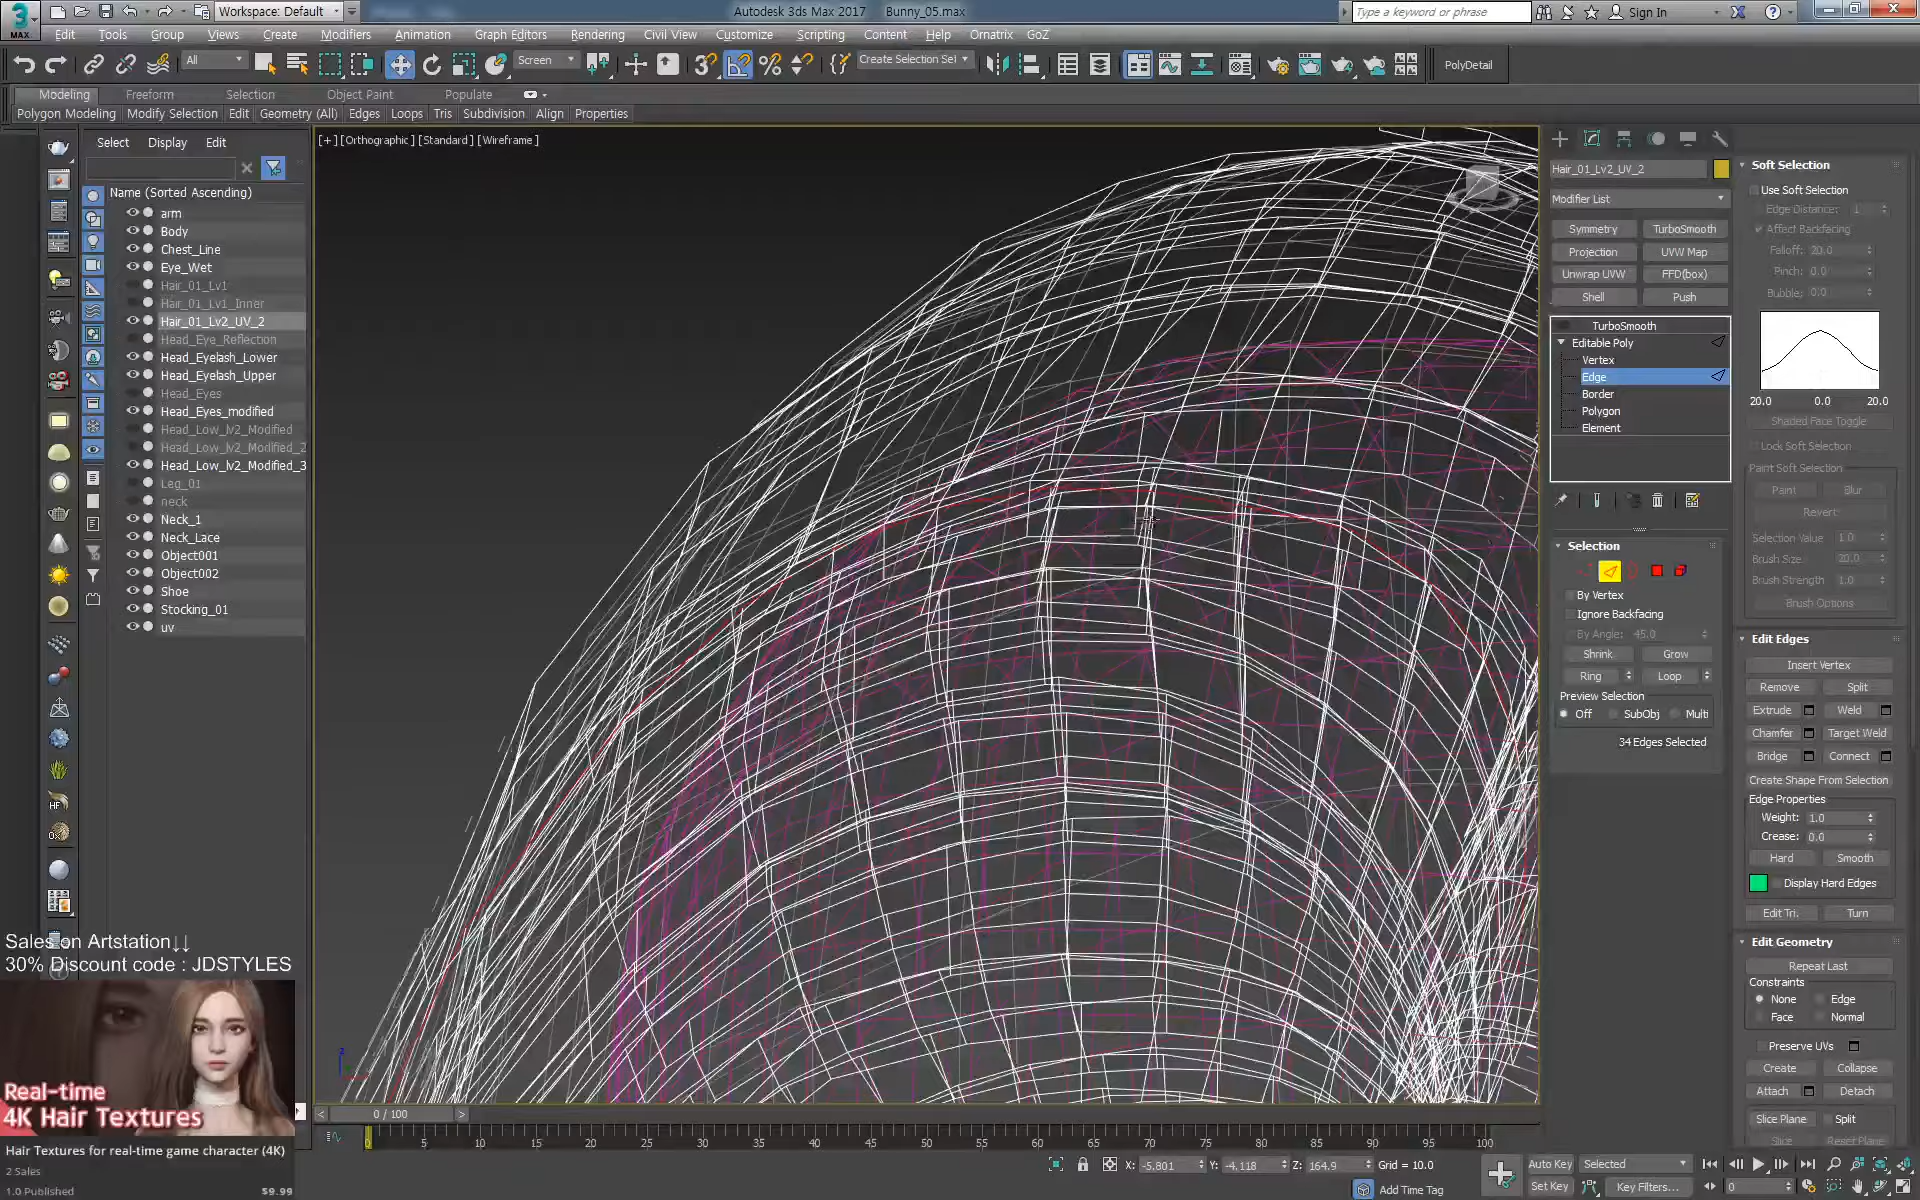 MAX
Workspace: Default
Autodesk 3ds Max 2017 Bunny_05.max
Type a keyword or phrase
Sign In
Edit Tools Group Views Create Modifiers Animation Graph Editors Rendering Civil View Customize Scripting Content Help Ornatrix GoZ
All
Screen
Create Selection Sel
PolyDetail
Modeling Freeform Selection Object Paint Populate
Polygon Modeling Modify Selection Edit Geometry (All) Edges Loops Tris Subdivision Align Properties
Select Display Edit
Name (Sorted Ascending)
arm
Body
Chest_Line
Eye_Wet
Hair_01_Lv1
Hair_01_Lv1_Inner
Hair_01_Lv2_UV_2
Head_Eye_Reflection
Head_Eyelash_Lower
Head_Eyelash_Upper
Head_Eyes
Head_Eyes_modified
Head_Low_lv2_Modified
Head_Low_lv2_Modified_2
Head_Low_lv2_Modified_3
Leg_01
neck
Neck_1
Neck_Lace
Object001
Object002
Shoe
Stocking_01
uv
[+] [Orthographic] [Standard] [Wireframe]
Hair_01_Lv2_UV_2
Modifier List
Symmetry TurboSmooth
Projection UVW Map
Unwrap UVW FFD(box)
Shell Push
TurboSmooth
Editable Poly
Vertex
Edge
Border
Polygon
Element
Selection
By Vertex
Ignore Backfacing
By Angle: 45.0
Shrink Grow
Ring Loop
Preview Selection
Off SubObj Multi
34 Edges Selected
Soft Selection
Use Soft Selection
Edge Distance: 1
Affect Backfacing
Falloff: 20.0
Pinch: 0.0
Bubble: 0.0
20.0 0.0 20.0
Shaded Face Toggle
Lock Soft Selection
Paint Soft Selection
Paint Blur
Revert
Selection Value 1.0
Brush Size 20.0
Brush Strength 1.0
Brush Options
Edit Edges
Insert Vertex
Remove Split
Extrude Weld
Chamfer Target Weld
Bridge Connect
Create Shape From Selection
Edge Properties
Weight: 1.0
Crease: 0.0
Hard Smooth
Display Hard Edges
Edit Tri. Turn
Edit Geometry
Repeat Last
Constraints
None Edge
Face Normal
Preserve UVs
Create Collapse
Attach Detach
Slice Plane Split
Slice Reset Plane
Sales on Artstation↓↓
30% Discount code : JDSTYLES
Real-time
4K Hair Textures
Hair Textures for real-time game character (4K)
2 Sales
1.0 Published $9.99
0 / 100
0 5 10 15 20 25 30 35 40 45 50 55 60 65 70 75 80 85 90 95 100
X: -5.801 Y: -4.118 Z: 164.9 Grid = 10.0
Add Time Tag
Auto Key Selected
Set Key Key Filters...
0